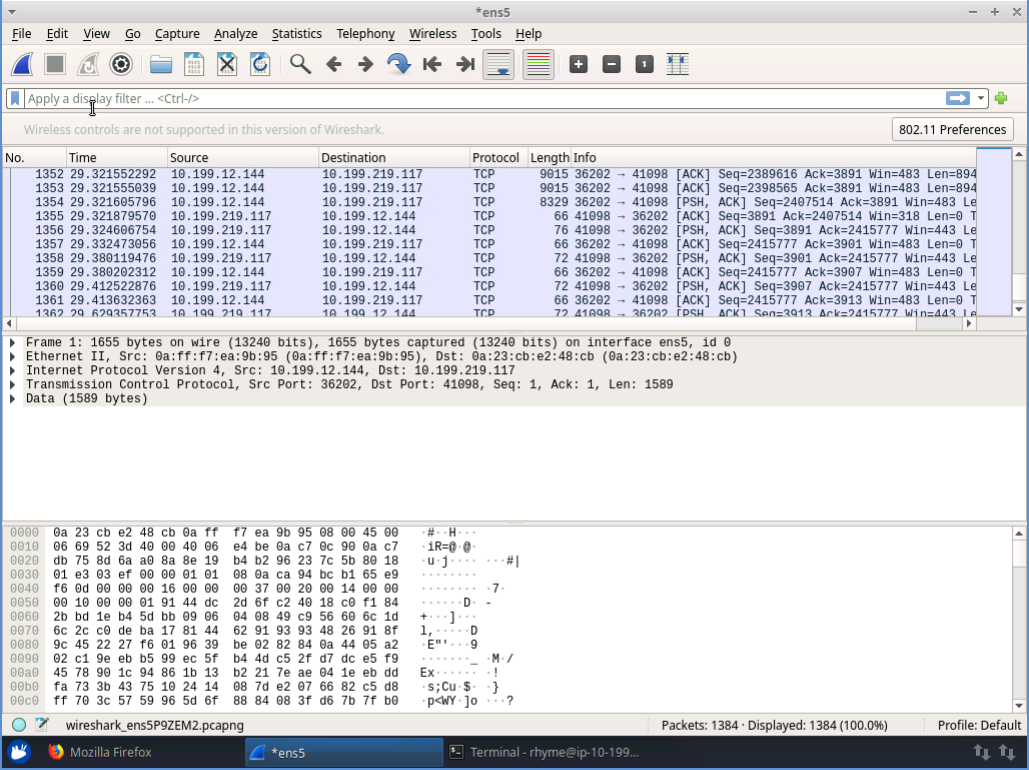 *ens5
File Edit View Go Capture Analyze Statistics Telephony Wireless Tools Help
Apply a display filter ... <Ctrl-/>
Wireless controls are not supported in this version of Wireshark.
802.11 Preferences
No. Time Source Destination Protocol Length Info
1352 29.321552292 10.199.12.144 10.199.219.117 TCP 9015 36202 → 41098 [ACK] Seq=2389616 Ack=3891 Win=483 Len=894
1353 29.321555039 10.199.12.144 10.199.219.117 TCP 9015 36202 → 41098 [ACK] Seq=2398565 Ack=3891 Win=483 Len=894
1354 29.321605796 10.199.12.144 10.199.219.117 TCP 8329 36202 → 41098 [PSH, ACK] Seq=2407514 Ack=3891 Win=483 Le
1355 29.321879570 10.199.219.117 10.199.12.144 TCP 66 41098 → 36202 [ACK] Seq=3891 Ack=2407514 Win=318 Len=0 T
1356 29.324606754 10.199.219.117 10.199.12.144 TCP 76 41098 → 36202 [PSH, ACK] Seq=3891 Ack=2415777 Win=443 Le
1357 29.332473056 10.199.12.144 10.199.219.117 TCP 66 36202 → 41098 [ACK] Seq=2415777 Ack=3901 Win=483 Len=0 T
1358 29.380119476 10.199.219.117 10.199.12.144 TCP 72 41098 → 36202 [PSH, ACK] Seq=3901 Ack=2415777 Win=443 Le
1359 29.380202312 10.199.12.144 10.199.219.117 TCP 66 36202 → 41098 [ACK] Seq=2415777 Ack=3907 Win=483 Len=0 T
1360 29.412522876 10.199.219.117 10.199.12.144 TCP 72 41098 → 36202 [PSH, ACK] Seq=3907 Ack=2415777 Win=443 Le
1361 29.413632363 10.199.12.144 10.199.219.117 TCP 66 36202 → 41098 [ACK] Seq=2415777 Ack=3913 Win=483 Len=0 T
1362 29.629357753 10.199.219.117 10.199.12.144 TCP 72 41098 → 36202 [PSH, ACK] Seq=3913 Ack=2415777 Win=443 Le
Frame 1: 1655 bytes on wire (13240 bits), 1655 bytes captured (13240 bits) on interface ens5, id 0
Ethernet II, Src: 0a:ff:f7:ea:9b:95 (0a:ff:f7:ea:9b:95), Dst: 0a:23:cb:e2:48:cb (0a:23:cb:e2:48:cb)
Internet Protocol Version 4, Src: 10.199.12.144, Dst: 10.199.219.117
Transmission Control Protocol, Src Port: 36202, Dst Port: 41098, Seq: 1, Ack: 1, Len: 1589
Data (1589 bytes)
0000 0a 23 cb e2 48 cb 0a ff f7 ea 9b 95 08 00 45 00 ·#··H·
0010 06 69 52 3d 40 00 40 06 e4 be 0a c7 0c 90 0a c7 ·iR=@·@·
0020 db 75 8d 6a a0 8a 8e 19 b4 b2 96 23 7c 5b 80 18 ·u·j···· ···#|
0030 01 e3 03 ef 00 00 01 01 08 0a ca 94 bc b1 65 e9 ········
0040 f6 0d 00 00 00 16 00 00 00 37 00 20 00 14 00 00 ········ ·7·
0050 00 10 00 00 01 91 44 dc 2d 6f c2 40 18 c0 f1 84 ······D· -
0060 2b bd 1e b4 5d bb 09 06 04 08 49 c9 56 60 6c 1d +···]···
0070 6c 2c c0 de ba 17 81 44 62 91 93 93 48 26 91 8f l,·····D
0080 9c 45 22 27 f6 01 96 39 be 02 82 84 0a 44 05 a2 ·E"'···9
0090 02 c1 9e eb b5 99 ec 5f b4 4d c5 2f d7 dc e5 f9 ·······_ ·M·/
00a0 45 78 90 1c 94 86 1b 13 b2 21 7e ae 04 1e eb dd Ex······ ·!
00b0 fa 73 3b 43 75 10 24 14 08 7d e2 07 66 82 c5 d8 ·s;Cu·$· ·}
00c0 ff 70 3c 57 59 96 5d 6f 88 84 08 3f d6 7b 7f b0 ·p<WY·]o ···?
wireshark_ens5P9ZEM2.pcapng Packets: 1384 · Displayed: 1384 (100.0%) Profile: Default
Mozilla Firefox *ens5 Terminal - rhyme@ip-10-199...